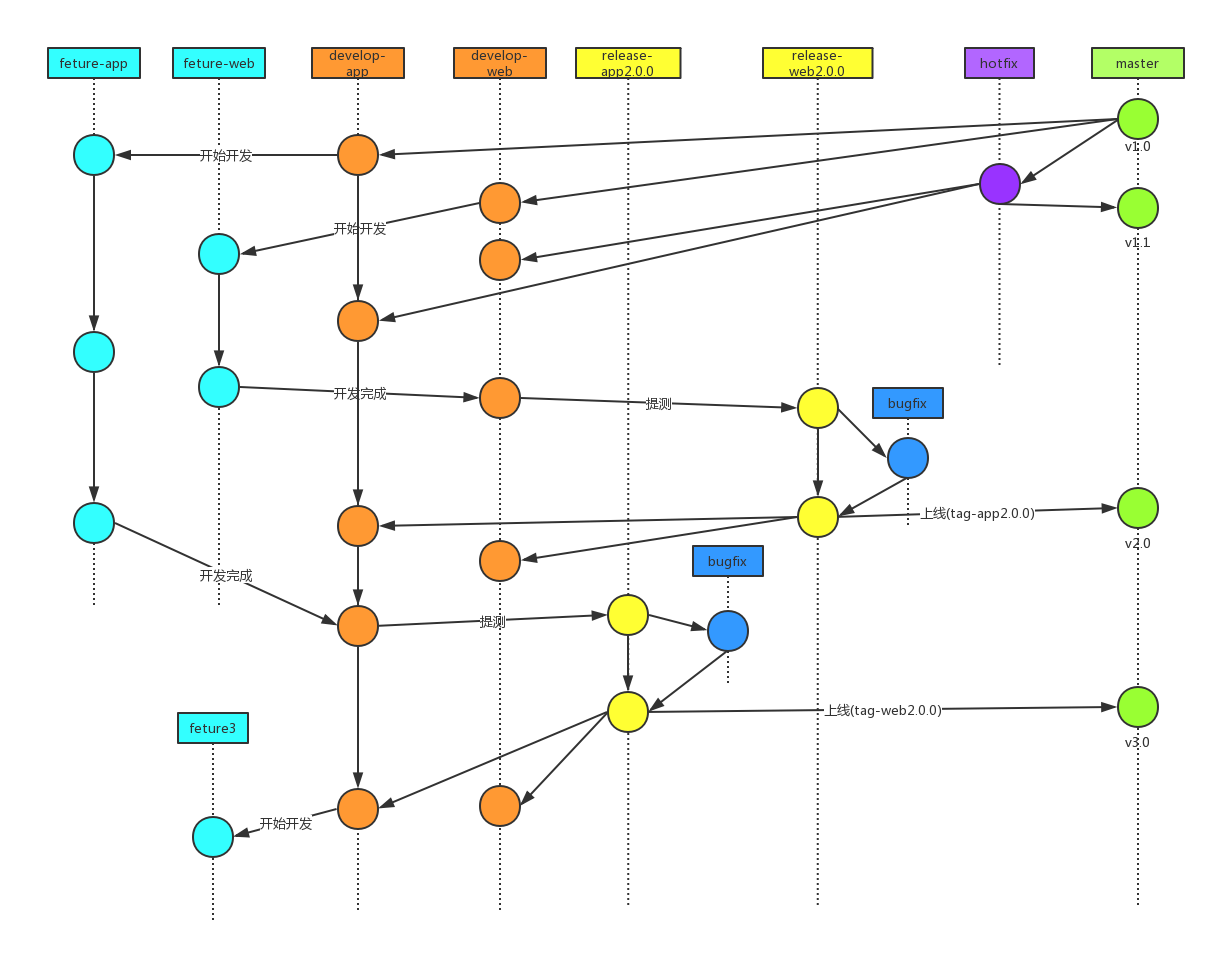 feture-app
feture-web
develop-
app
develop-
web
release-
app2.0.0
release-
web2.0.0
hotfix
master
v1.0
开始开发
开始开发
v1.1
开发完成
提测
bugfix
上线(tag-app2.0.0)
v2.0
bugfix
开发完成
提测
上线(tag-web2.0.0)
feture3
v3.0
开始开发